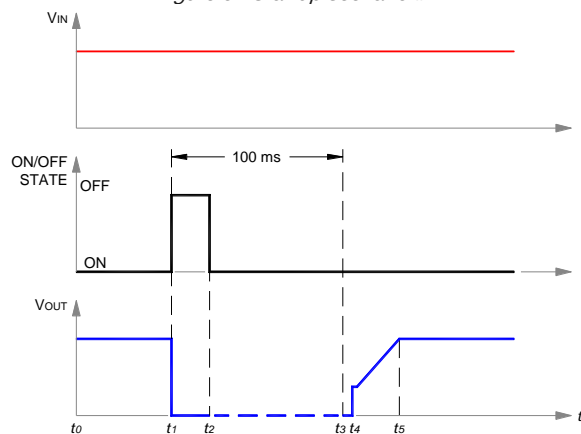 VIN
100 ms
ON/OFF
STATE
OFF
ON
VOUT
t
t0 t1 t2 t3 t4 t5